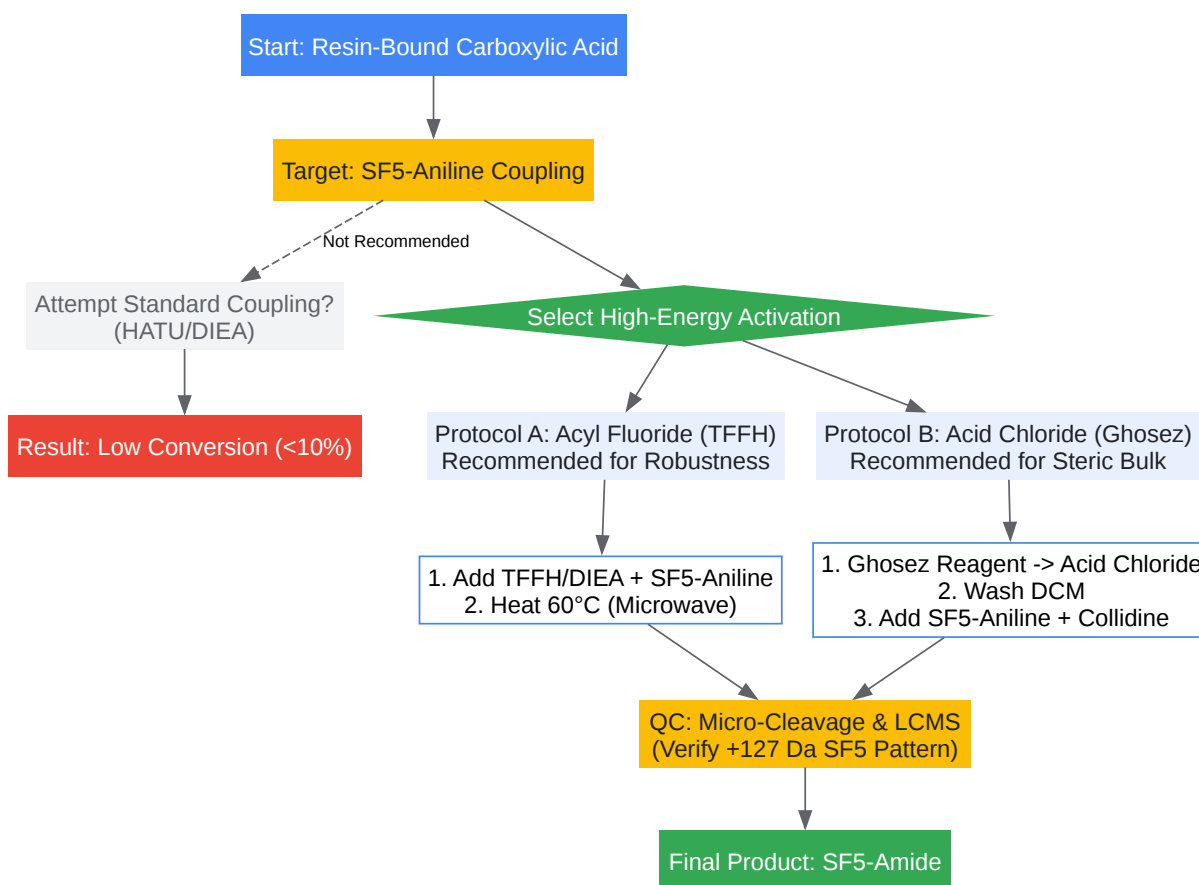 Start: Resin-Bound Carboxylic Acid
Target: SF5-Aniline Coupling
Not Recommended
Attempt Standard Coupling?
(HATU/DIEA)
Select High-Energy Activation
Result: Low Conversion (<10%)
Protocol A: Acyl Fluoride (TFFH)
Recommended for Robustness
Protocol B: Acid Chloride (Ghosez)
Recommended for Steric Bulk
1. Add TFFH/DIEA + SF5-Aniline
2. Heat 60°C (Microwave)
1. Ghosez Reagent -> Acid Chloride
2. Wash DCM
3. Add SF5-Aniline + Collidine
QC: Micro-Cleavage & LCMS
(Verify +127 Da SF5 Pattern)
Final Product: SF5-Amide